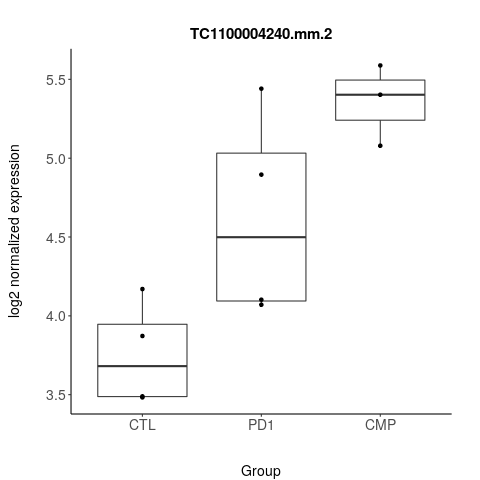 TC1100004240.mm.2
log2 normalized expression
5.5
5.0
4.5
4.0
3.5
CTL PD1 CMP
Group